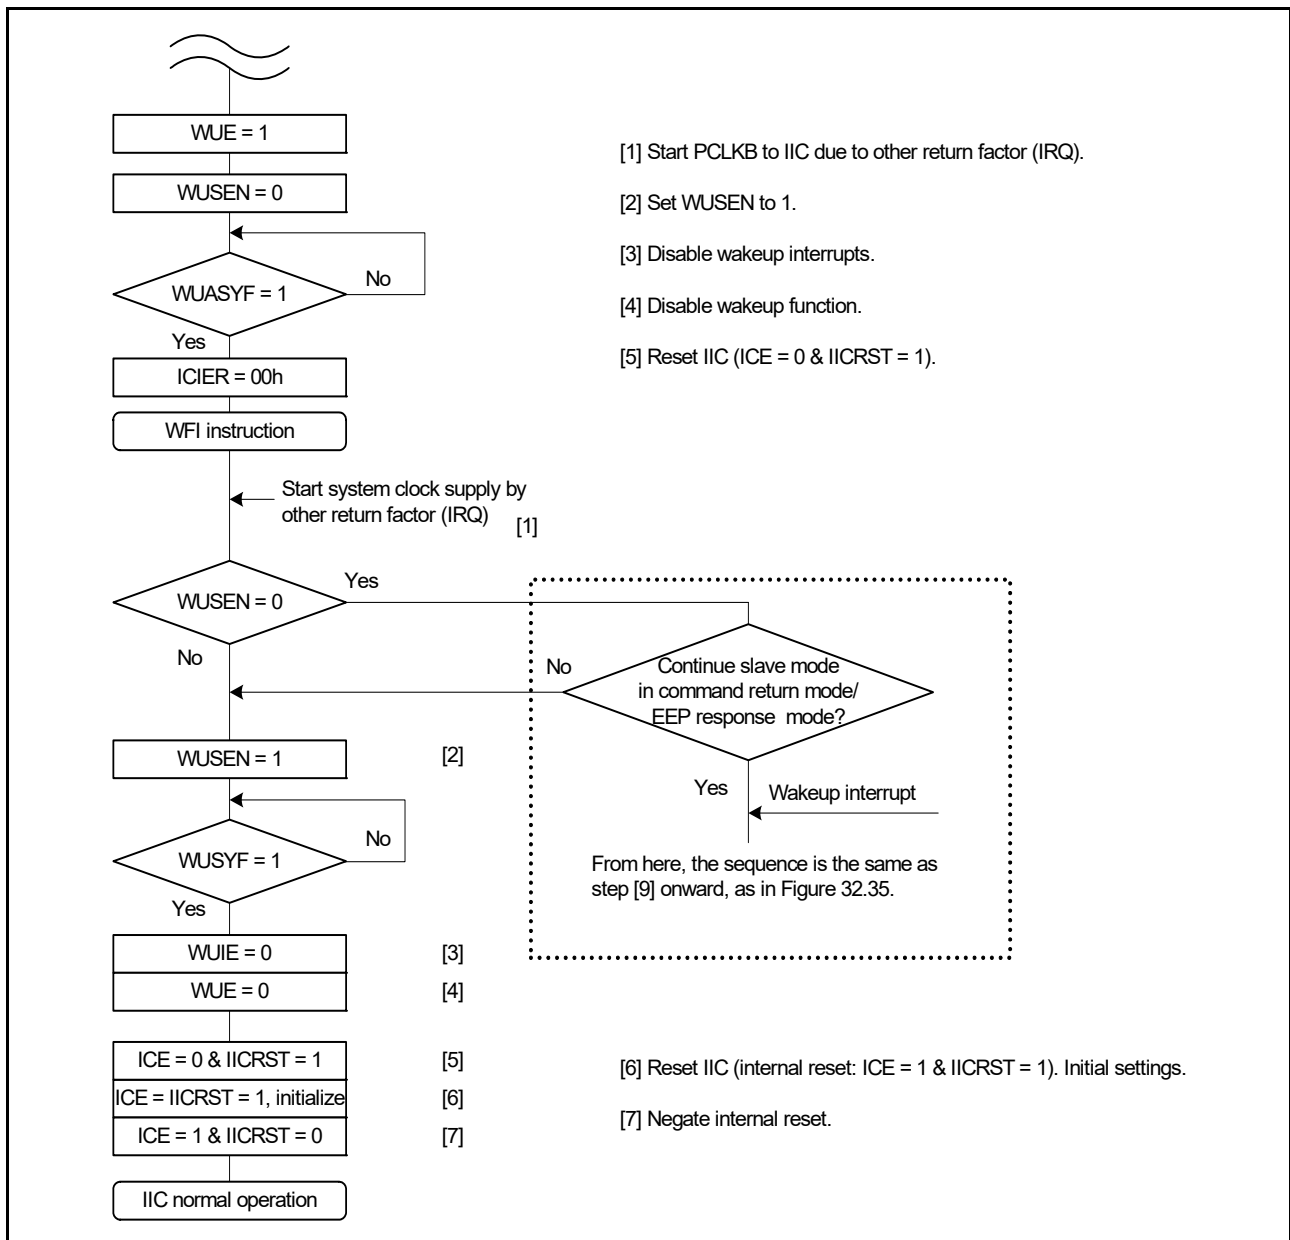 WUE = 1
[1] Start PCLKB to IIC due to other return factor (IRQ).
WUSEN = 0
[2] Set WUSEN to 1.
[3] Disable wakeup interrupts.
No
WUASYF = 1
[4] Disable wakeup function.
Yes
[5] Reset IIC (ICE = 0 & IICRST = 1).
ICIER = 00h
WFI instruction
Start system clock supply by
other return factor (IRQ)
[1]
Yes
WUSEN = 0
No
No
Continue slave mode
in command return mode/
EEP response mode?
WUSEN = 1
[2]
Yes
Wakeup interrupt
No
WUSYF = 1
From here, the sequence is the same as
step [9] onward, as in Figure 32.35.
Yes
WUIE = 0
[3]
WUE = 0
[4]
ICE = 0 & IICRST = 1
[5]
[6] Reset IIC (internal reset: ICE = 1 & IICRST = 1). Initial settings.
ICE = IICRST = 1, initialize
[6]
[7] Negate internal reset.
ICE = 1 & IICRST = 0
[7]
IIC normal operation